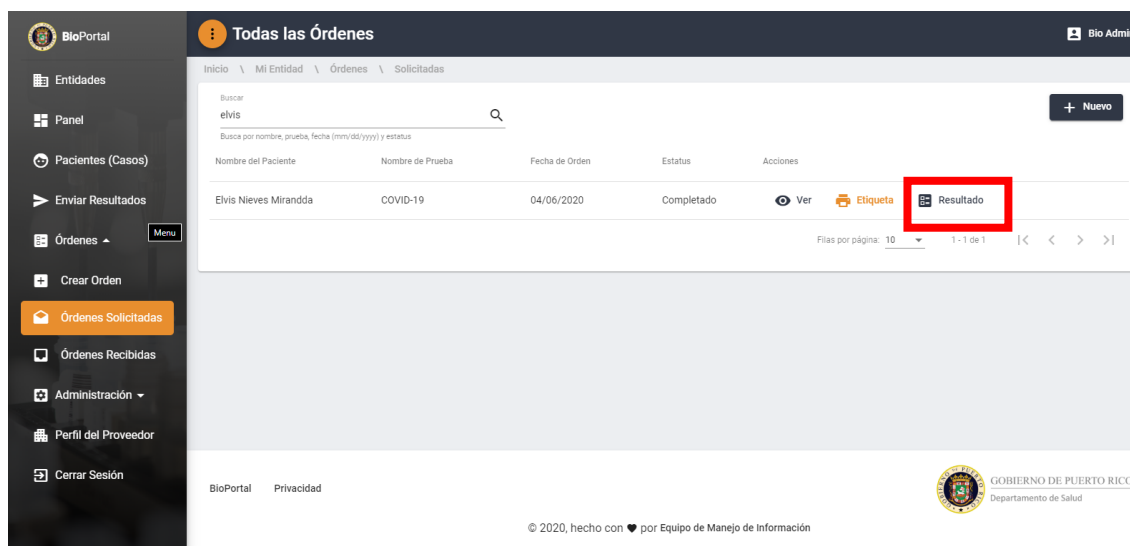 BioPortal
Todas las Órdenes
Bio Admi
Entidades
Panel
Pacientes (Casos)
Enviar Resultados
Órdenes
Menu
Crear Orden
Órdenes Solicitadas
Órdenes Recibidas
Administración
Perfil del Proveedor
Cerrar Sesión
Inicio \ Mi Entidad \ Órdenes \ Solicitadas
Buscar
elvis
+ Nuevo
Busca por nombre, prueba, fecha (mm/dd/yyyy) y estatus
Nombre del Paciente Nombre de Prueba Fecha de Orden Estatus Acciones
Elvis Nieves Mirandda COVID-19 04/06/2020 Completado Ver Etiqueta Resultado
Filas por página: 10 1-1 de 1 |< < > >|
BioPortal Privacidad
GOBIERNO DE PUERTO RICO
Departamento de Salud
© 2020, hecho con ♥ por Equipo de Manejo de Información